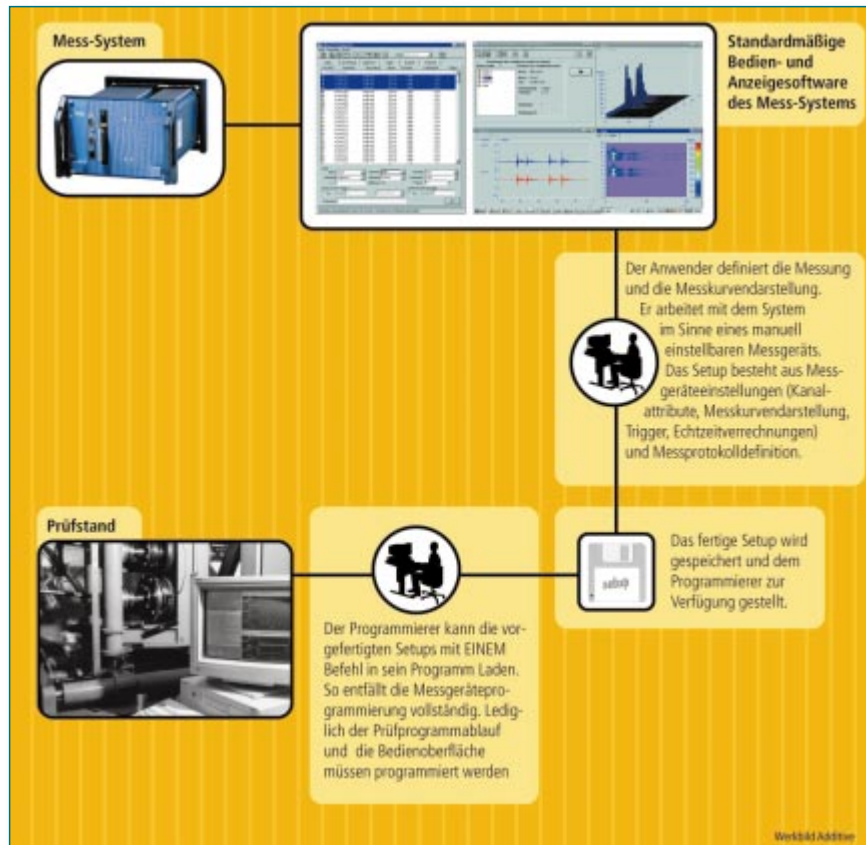 Mess-System
Standardmäßige
Bedien- und
Anzeigesoftware
des Mess-Systems
Der Anwender definiert die Messung
und die Messkurvendarstellung.
Er arbeitet mit dem System
im Sinne eines manuell
einstellbaren Messgeräts.
Das Setup besteht aus Mess-
geräteeinstellungen (Kanal-
attribute, Messkurvendarstellung,
Trigger, Echtzeitverrechnungen)
und Messprotokolldefinition.
setup
Das fertige Setup wird
gespeichert und dem
Programmierer zur
Verfügung gestellt.
Prüfstand
Der Programmierer kann die vor-
gefertigten Setups mit EINEM
Befehl in sein Programm Laden.
So entfällt die Messgerätepro-
grammierung vollständig. Ledig-
lich der Prüfprogrammablauf
und die Bedienoberfläche
müssen programmiert werden
Werkbild Additive